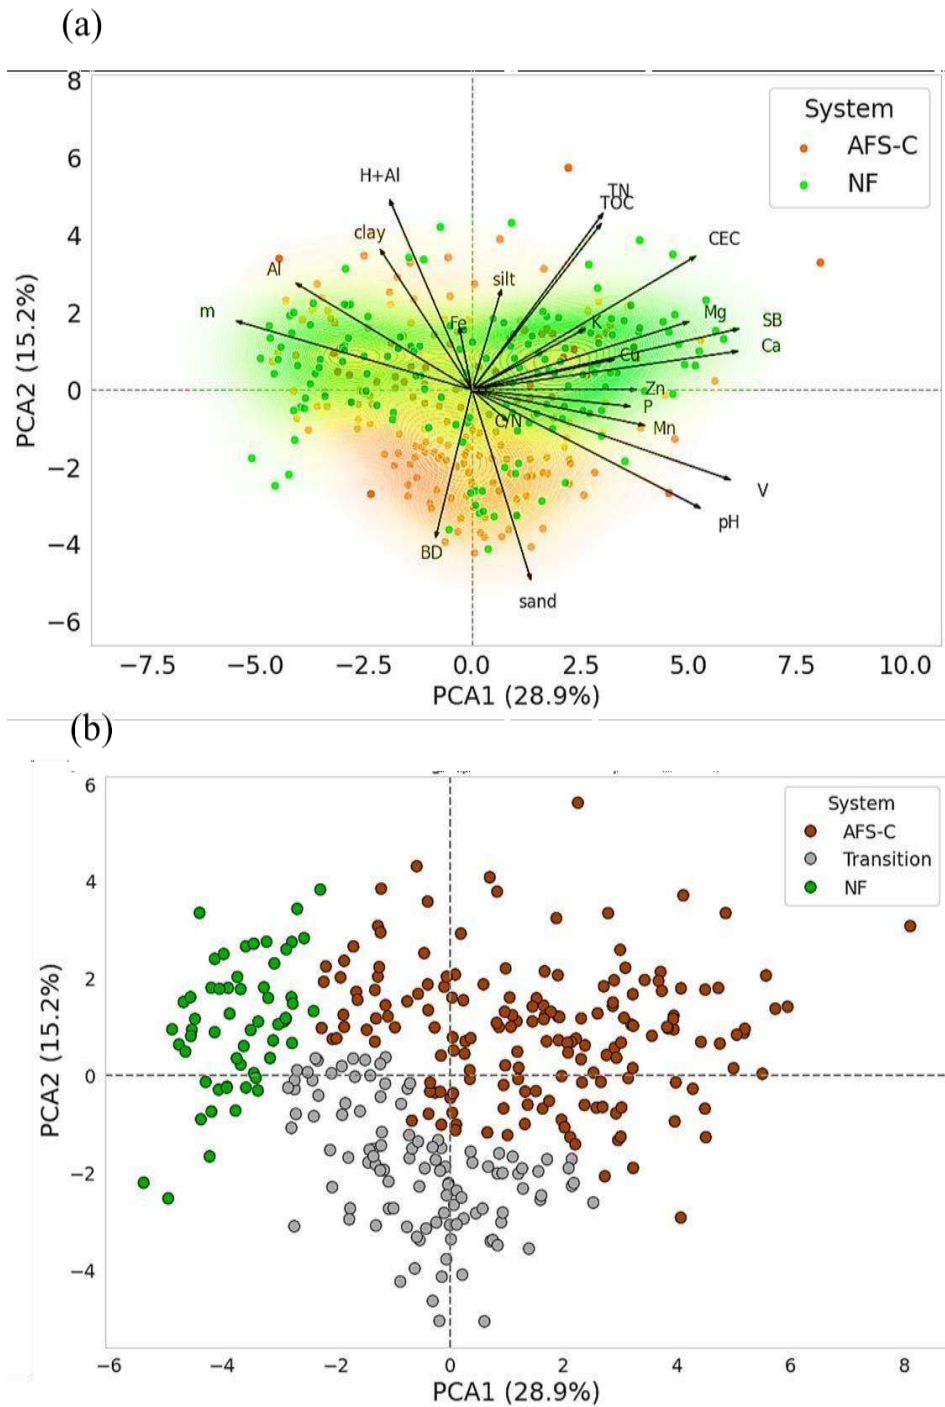 (a)
8
6
4
2
0
−2
−4
−6
PCA2 (15.2%)
System
AFS-C
NF
H+Al
clay
Al
m
Fe
silt
TN
TOC
CEC
K
Mg
SB
Ca
Cu
Zn
P
C/N
Mn
V
pH
BD
sand
−7.5 −5.0 −2.5 0.0 2.5 5.0 7.5 10.0
PCA1 (28.9%)
(b)
6
4
2
0
−2
−4
PCA2 (15.2%)
System
AFS-C
Transition
NF
−6 −4 −2 0 2 4 6 8
PCA1 (28.9%)